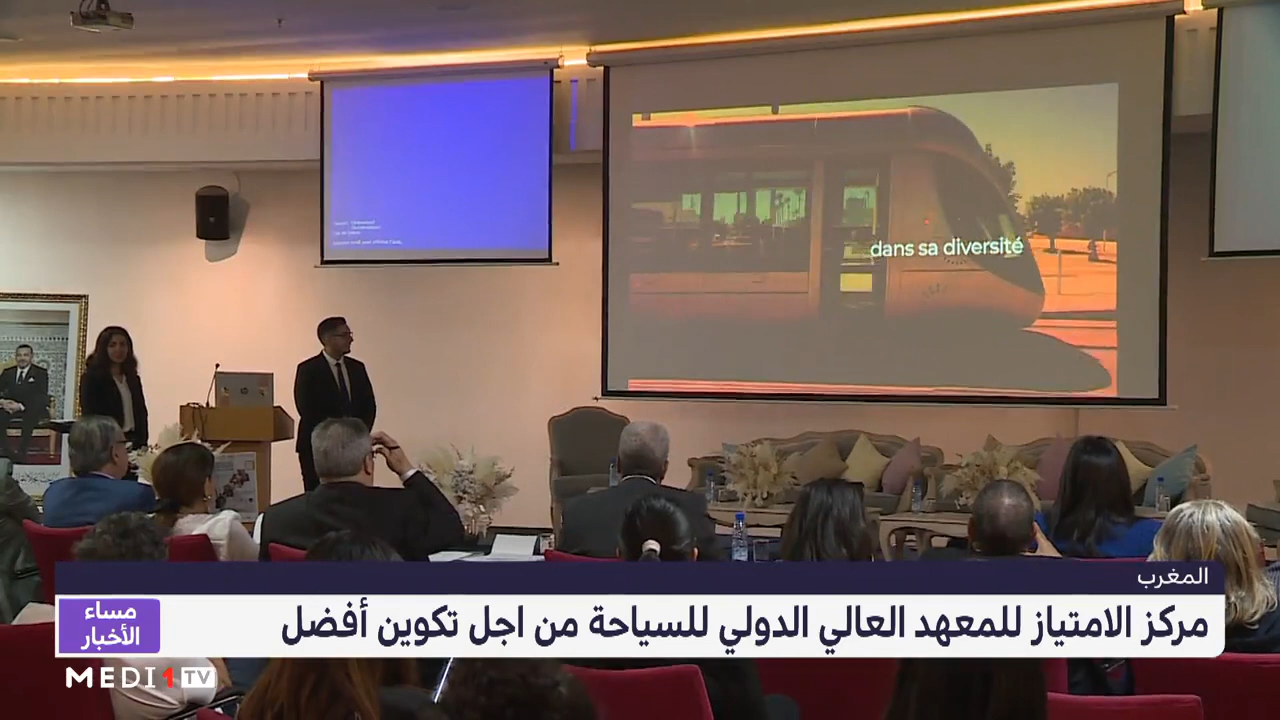 dans sa diversité
المغرب
مركز الامتياز للمعهد العالي الدولي للسياحة من اجل تكوين أفضل
مساء
الأخبار
MEDI1TV